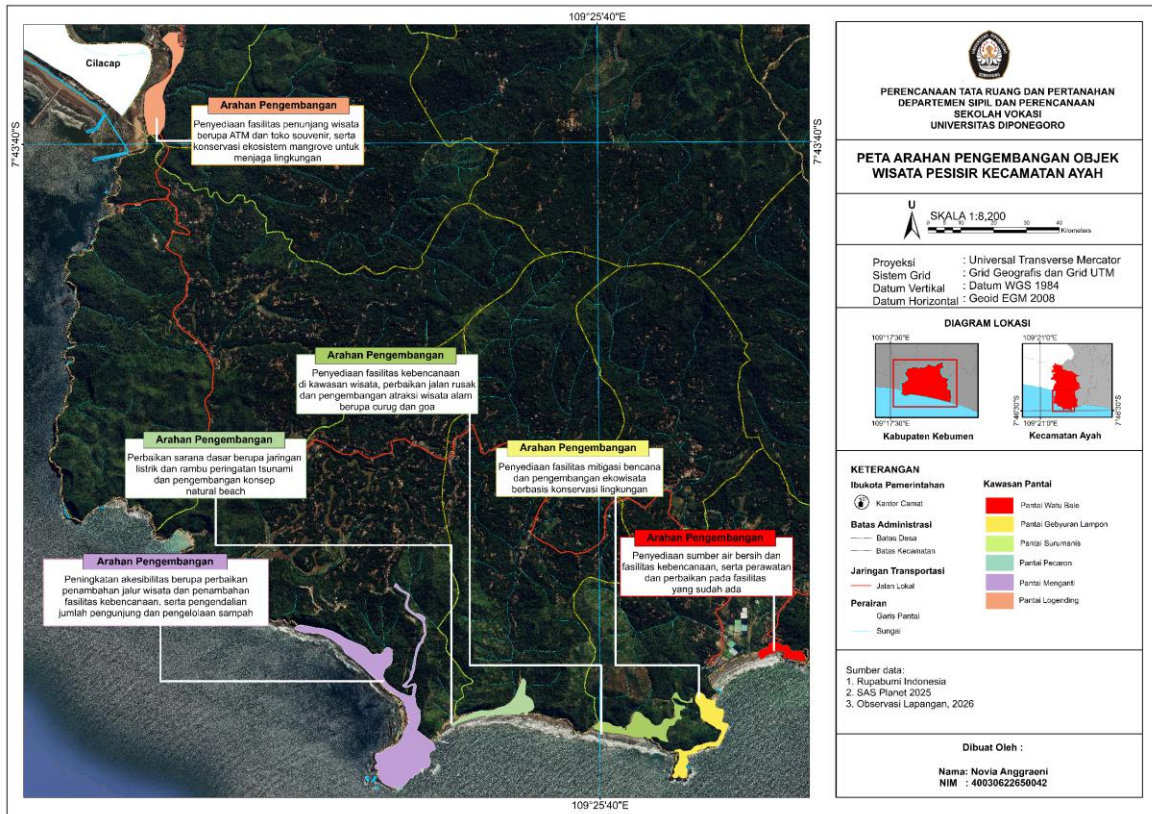 109°25'40"E
7°43'40"S
7°43'40"S
109°25'40"E
Cilacap
Arahan Pengembangan
Penyediaan fasilitas penunjang wisata
berupa ATM dan toko souvenir, serta
konservasi ekosistem mangrove untuk
menjaga lingkungan
Arahan Pengembangan
Penyediaan fasilitas kebencanaan
di kawasan wisata, perbaikan jalan rusak
dan pengembangan atraksi wisata alam
berupa curug dan goa
Arahan Pengembangan
Perbaikan sarana dasar berupa jaringan
listrik dan rambu peringatan tsunami
dan pengembangan konsep
natural beach
Arahan Pengembangan
Penyediaan fasilitas mitigasi bencana
dan pengembangan ekowisata
berbasis konservasi lingkungan
Arahan Pengembangan
Penyediaan sumber air bersih dan
fasilitas kebencanaan, serta perawatan
dan perbaikan pada fasilitas
yang sudah ada
Arahan Pengembangan
Peningkatan akesibilitas berupa perbaikan
penambahan jalur wisata dan penambahan
fasilitas kebencanaan, serta pengendalian
jumlah pengunjung dan pengelolaan sampah
PERENCANAAN TATA RUANG DAN PERTANAHAN
DEPARTEMEN SIPIL DAN PERENCANAAN
SEKOLAH VOKASI
UNIVERSITAS DIPONEGORO
PETA ARAHAN PENGEMBANGAN OBJEK
WISATA PESISIR KECAMATAN AYAH
U
SKALA 1:8,200
0 5 10 20 30 40
Kilometers
Proyeksi : Universal Transverse Mercator
Sistem Grid : Grid Geografis dan Grid UTM
Datum Vertikal : Datum WGS 1984
Datum Horizontal : Geoid EGM 2008
DIAGRAM LOKASI
109°17'30"E
109°17'30"E
Kabupaten Kebumen
109°21'0"E
7°46'30"S
7°46'30"S
109°21'0"E
Kecamatan Ayah
KETERANGAN
Ibukota Pemerintahan
Kantor Camat
Batas Administrasi
Batas Desa
Batas Kecamatan
Jaringan Transportasi
Jalan Lokal
Perairan
Garis Pantai
Sungai
Kawasan Pantai
Pantai Watu Bale
Pantai Gebyuran Lampon
Pantai Surumanis
Pantai Pecaron
Pantai Menganti
Pantai Logending
Sumber data:
1. Rupabumi Indonesia
2. SAS Planet 2025
3. Observasi Lapangan, 2026
Dibuat Oleh :
Nama: Novia Anggraeni
NIM : 40030622650042